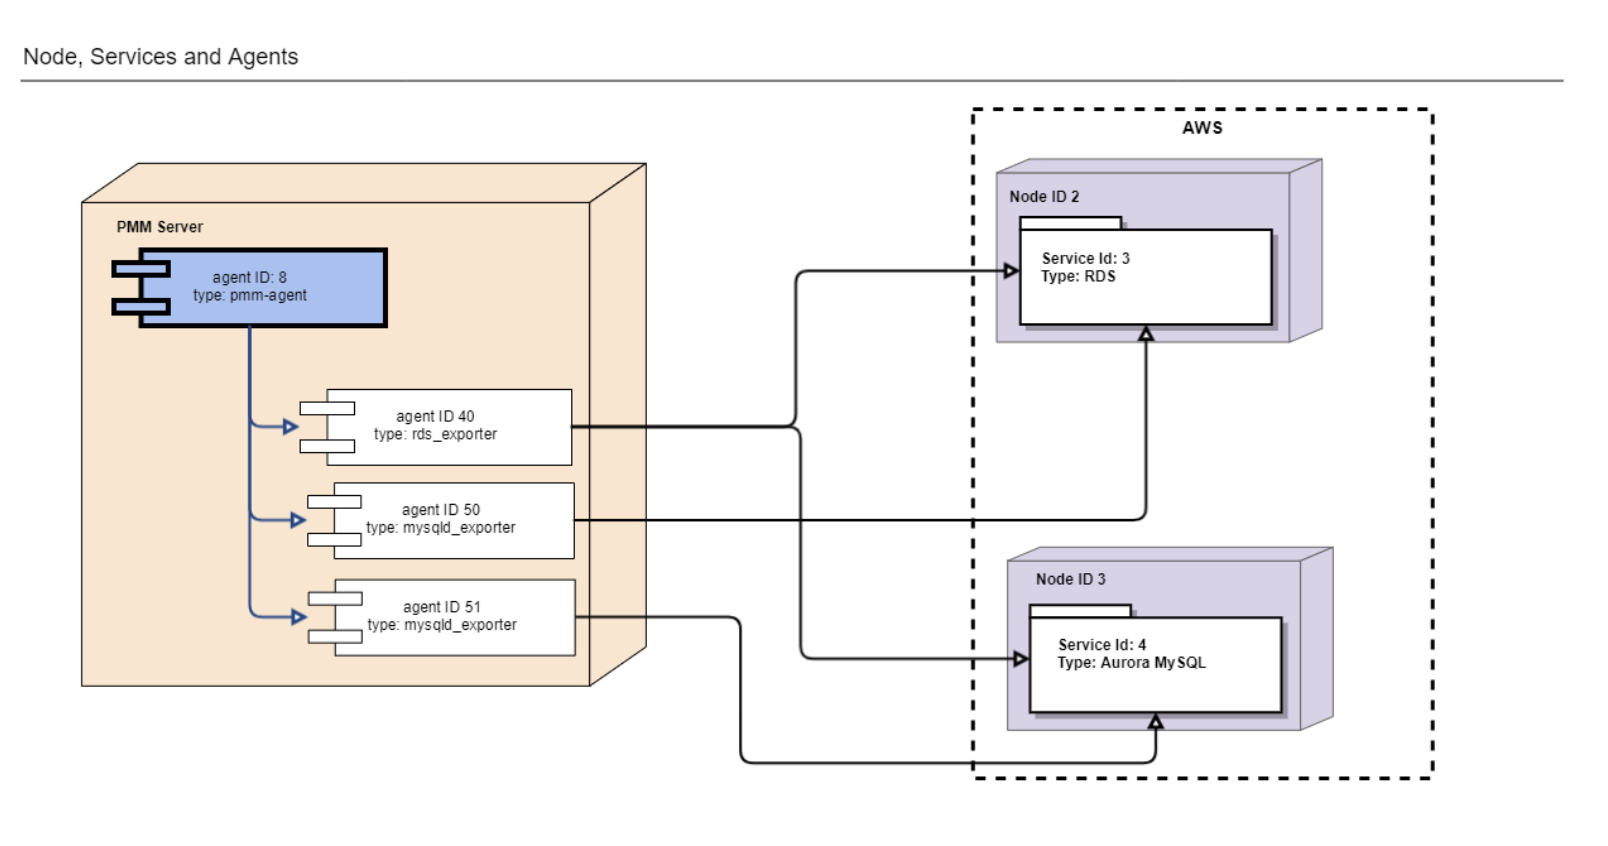 Node, Services and Agents
AWS
PMM Server
agent ID: 8
type: pmm-agent
agent ID 40
type: rds_exporter
agent ID 50
type: mysqld_exporter
agent ID 51
type: mysqld_exporter
Node ID 2
Service Id: 3
Type: RDS
Node ID 3
Service Id: 4
Type: Aurora MySQL